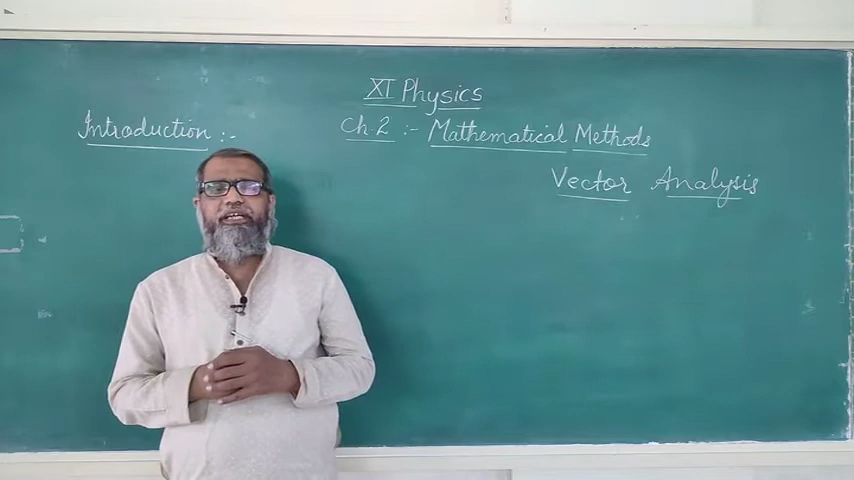 XI Physics
Introduction :-
Ch.2 :- Mathematical Methods
Vector Analysis